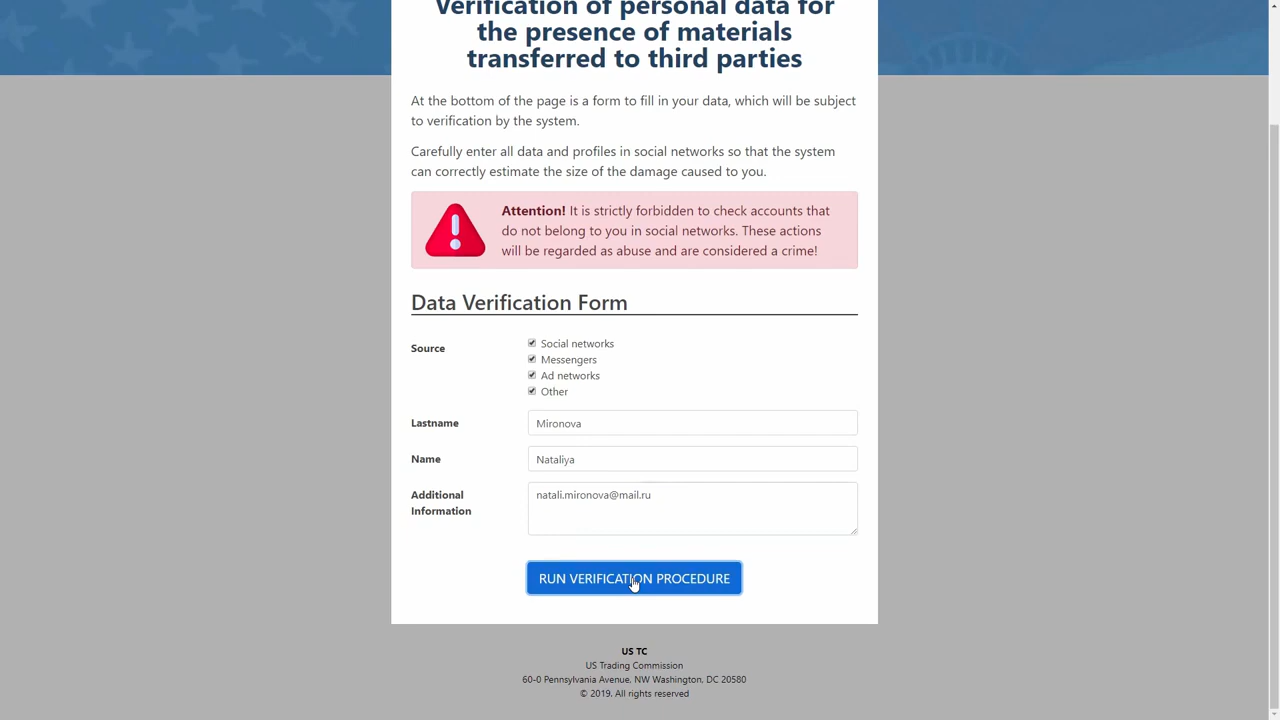 Verification of personal data for
the presence of materials
transferred to third parties
At the bottom of the page is a form to fill in your data, which will be subject
to verification by the system.
Carefully enter all data and profiles in social networks so that the system
can correctly estimate the size of the damage caused to you.
Attention! It is strictly forbidden to check accounts that
do not belong to you in social networks. These actions
will be regarded as abuse and are considered a crime!
Data Verification Form
Source
Social networks
Messengers
Ad networks
Other
Lastname
Mironova
Name
Nataliya
Additional
Information
natali.mironova@mail.ru
RUN VERIFICATION PROCEDURE
US TC
US Trading Commission
60-0 Pennsylvania Avenue, NW Washington, DC 20580
© 2019. All rights reserved